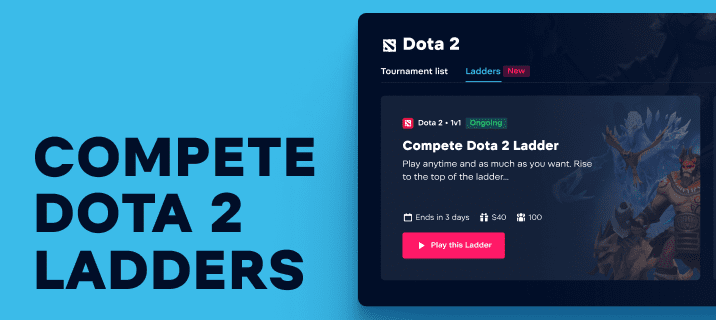 COMPETE
DOTA 2
LADDERS
Dota 2
Tournament list Ladders New
Dota 2 • 1v1 Ongoing
Compete Dota 2 Ladder
Play anytime and as much as you want. Rise
to the top of the ladder...
Ends in 3 days $40 100
Play this Ladder